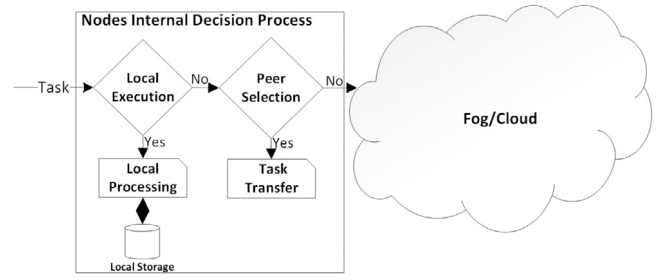 Nodes Internal Decision Process
Task
Local
Execution
No
Peer
Selection
No
Fog/Cloud
Yes
Yes
Local
Processing
Task
Transfer
Local Storage